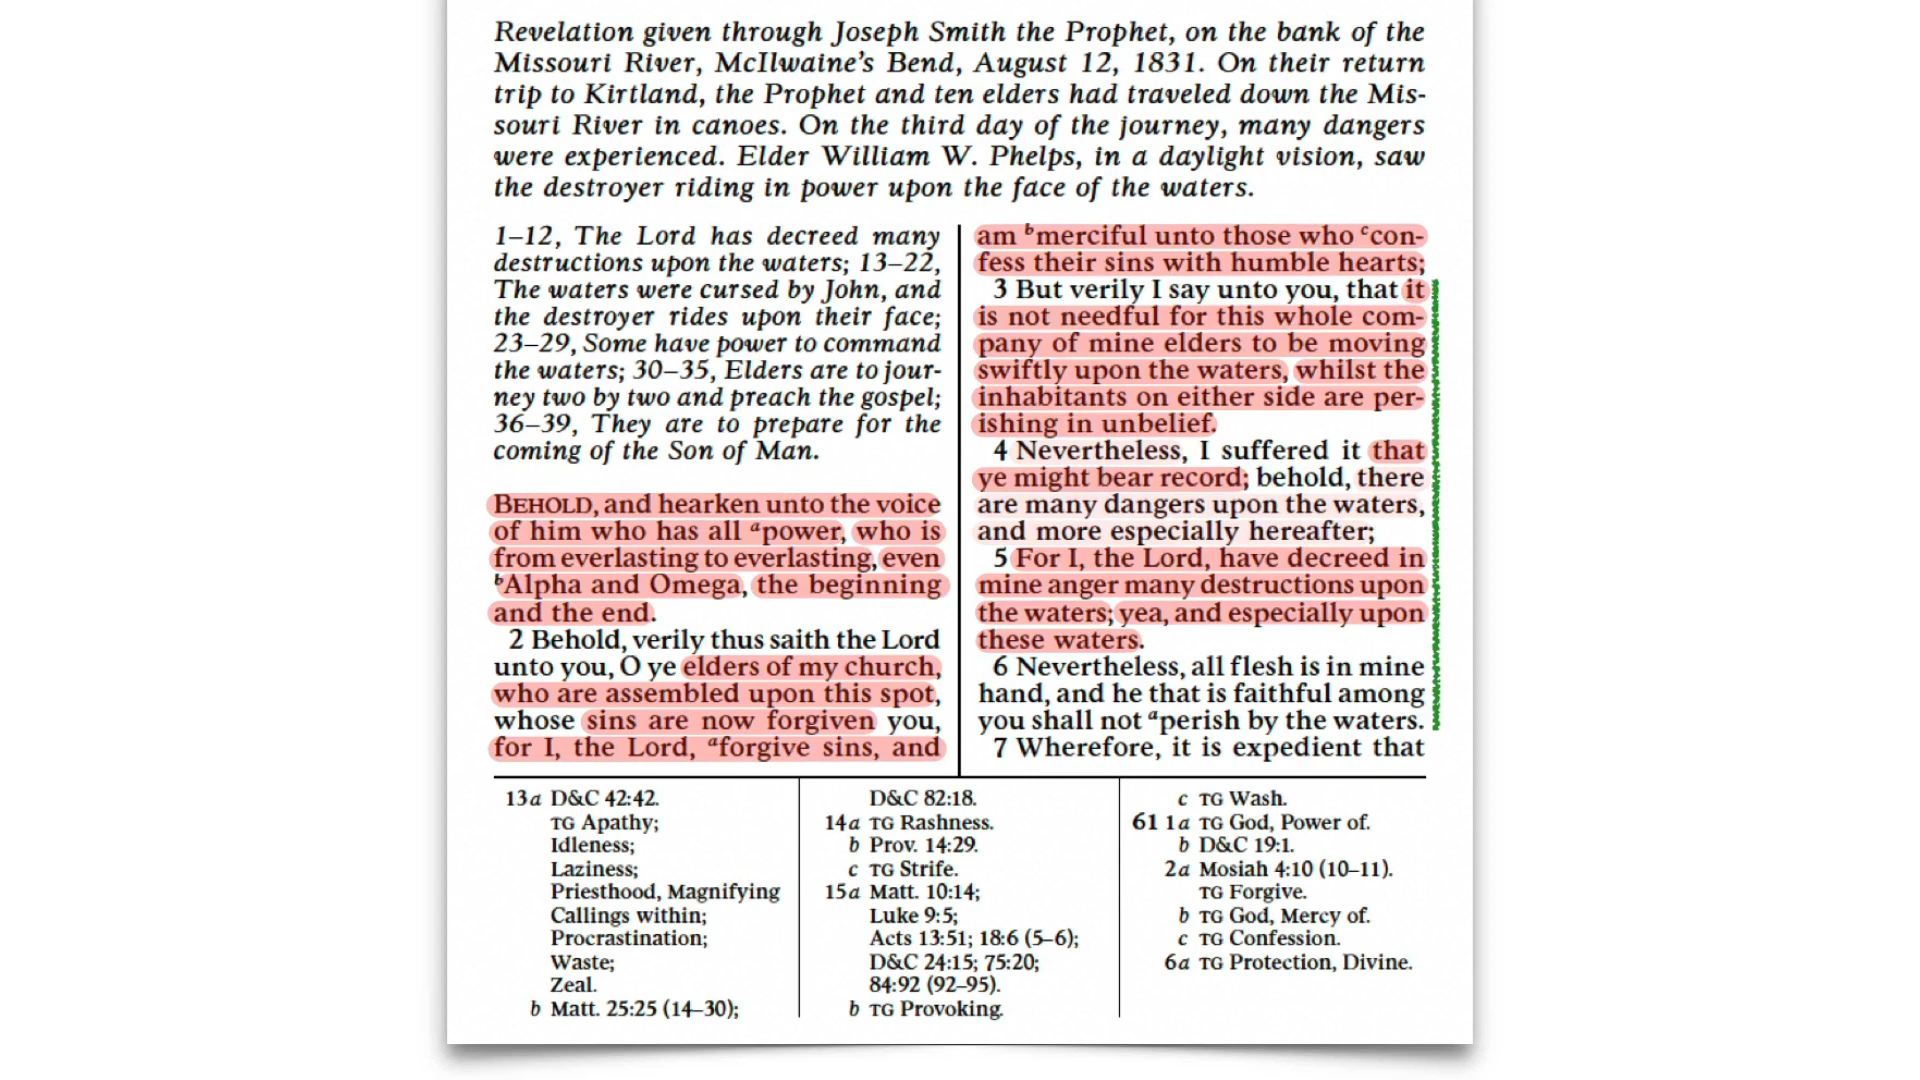 Revelation given through Joseph Smith the Prophet, on the bank of the
Missouri River, McIlwaine’s Bend, August 12, 1831. On their return
trip to Kirtland, the Prophet and ten elders had traveled down the Mis-
souri River in canoes. On the third day of the journey, many dangers
were experienced. Elder William W. Phelps, in a daylight vision, saw
the destroyer riding in power upon the face of the waters.
1–12, The Lord has decreed many
destructions upon the waters; 13–22,
The waters were cursed by John, and
the destroyer rides upon their face;
23–29, Some have power to command
the waters; 30–35, Elders are to jour-
ney two by two and preach the gospel;
36–39, They are to prepare for the
coming of the Son of Man.
BEHOLD, and hearken unto the voice
of him who has all ᵃpower, who is
from everlasting to everlasting, even
ᵇAlpha and Omega, the beginning
and the end.
2 Behold, verily thus saith the Lord
unto you, O ye elders of my church,
who are assembled upon this spot,
whose sins are now forgiven you,
for I, the Lord, ᵃforgive sins, and
am ᵇmerciful unto those who ᶜcon-
fess their sins with humble hearts;
3 But verily I say unto you, that it
is not needful for this whole com-
pany of mine elders to be moving
swiftly upon the waters, whilst the
inhabitants on either side are per-
ishing in unbelief.
4 Nevertheless, I suffered it that
ye might bear record; behold, there
are many dangers upon the waters,
and more especially hereafter;
5 For I, the Lord, have decreed in
mine anger many destructions upon
the waters; yea, and especially upon
these waters.
6 Nevertheless, all flesh is in mine
hand, and he that is faithful among
you shall not ᵃperish by the waters.
7 Wherefore, it is expedient that
13a D&C 42:42.
TG Apathy;
Idleness;
Laziness;
Priesthood, Magnifying
Callings within;
Procrastination;
Waste;
Zeal.
b Matt. 25:25 (14–30);
D&C 82:18.
14a TG Rashness.
b Prov. 14:29.
c TG Strife.
15a Matt. 10:14;
Luke 9:5;
Acts 13:51; 18:6 (5–6);
D&C 24:15; 75:20;
84:92 (92–95).
b TG Provoking.
c TG Wash.
61 1a TG God, Power of.
b D&C 19:1.
2a Mosiah 4:10 (10–11).
TG Forgive.
b TG God, Mercy of.
c TG Confession.
6a TG Protection, Divine.